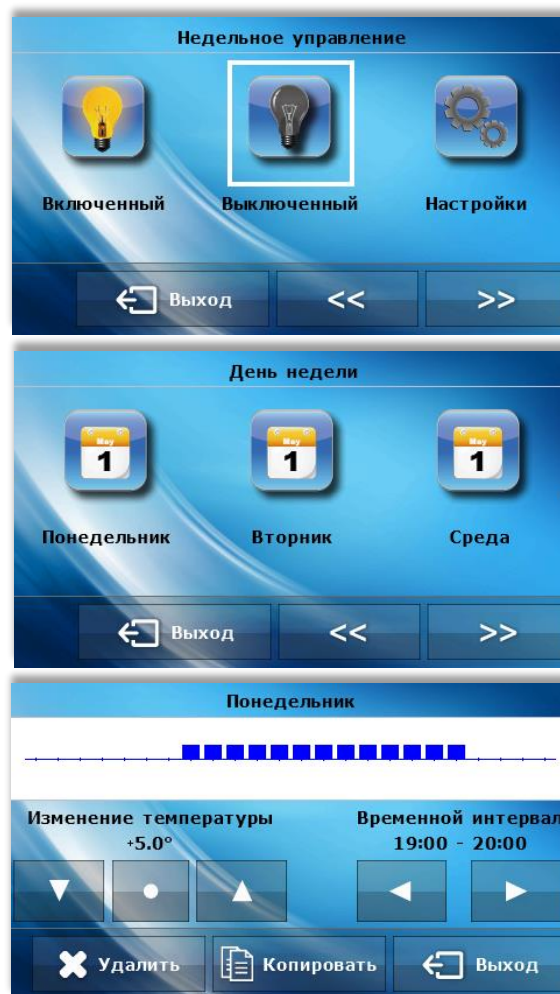 Недельное управление
Включенный Выключенный Настройки
Выход << >>
День недели
May May May
1 1 1
Понедельник Вторник Среда
Выход << >>
Понедельник
Изменение температуры Временной интервал
+5.0° 19:00 - 20:00
Удалить Копировать Выход